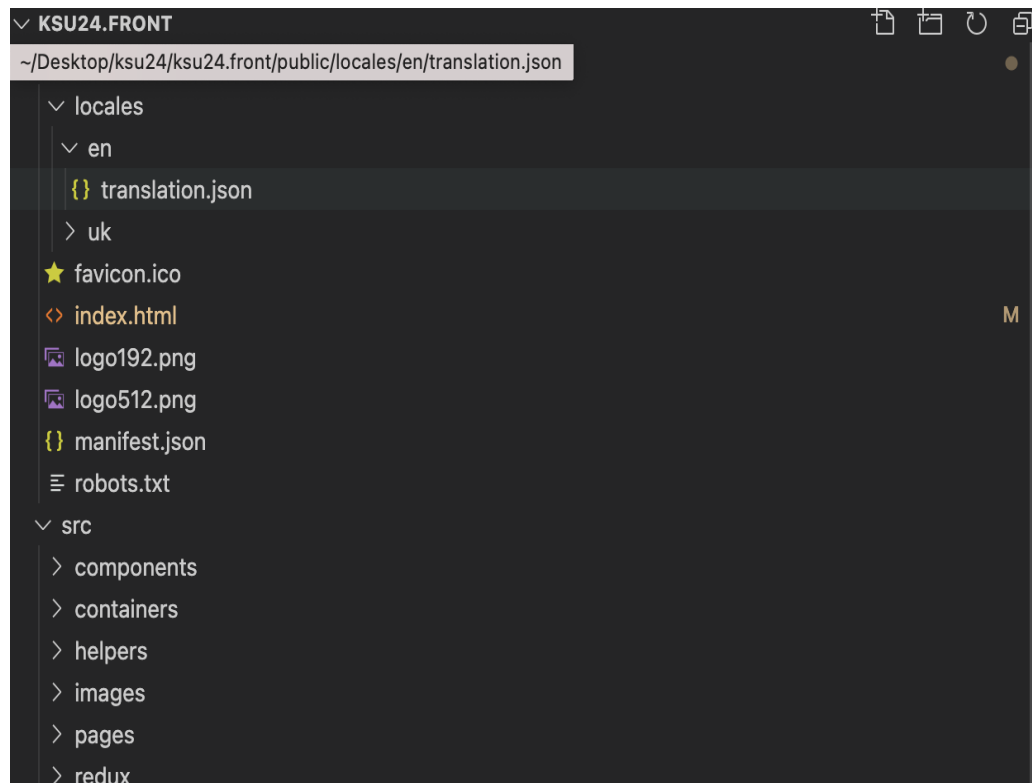 KSU24.FRONT
~/Desktop/ksu24/ksu24.front/public/locales/en/translation.json
locales
en
{} translation.json
uk
favicon.ico
<> index.html M
logo192.png
logo512.png
{} manifest.json
robots.txt
src
components
containers
helpers
images
pages
redux